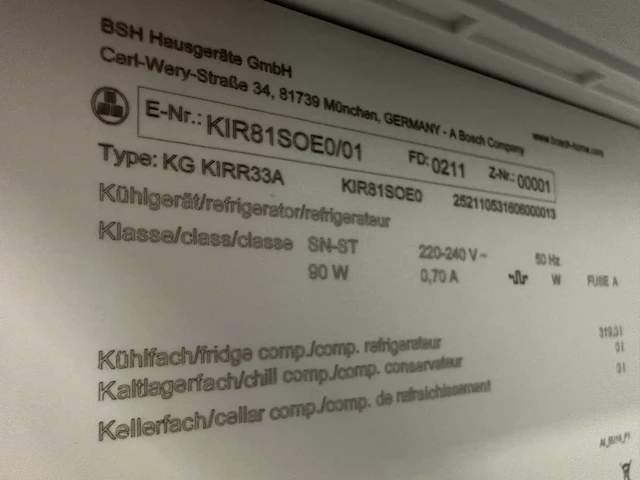 BSH Hausgeräte GmbH
Carl-Wery-Straße 34, 81739 München, GERMANY - A Bosch Company www.bosch-home.com
E-Nr.: KIR81SOE0/01 FD: 0211 Z-Nr.: 00001
Type: KG KIRR33A KIR81SOE0 252110531606000013
Kühlgerät/refrigerator/refrigerateur
Klasse/class/classe SN-ST 220-240 V ~ 50 Hz
90 W 0,70 A W FUSE A
Kühlfach/fridge comp./comp. refrigerateur 319,0 l
Kaltlagerfach/chill comp./comp. conservateur 0 l
Kellerfach/cellar comp./comp. de rafraichissement 0 l